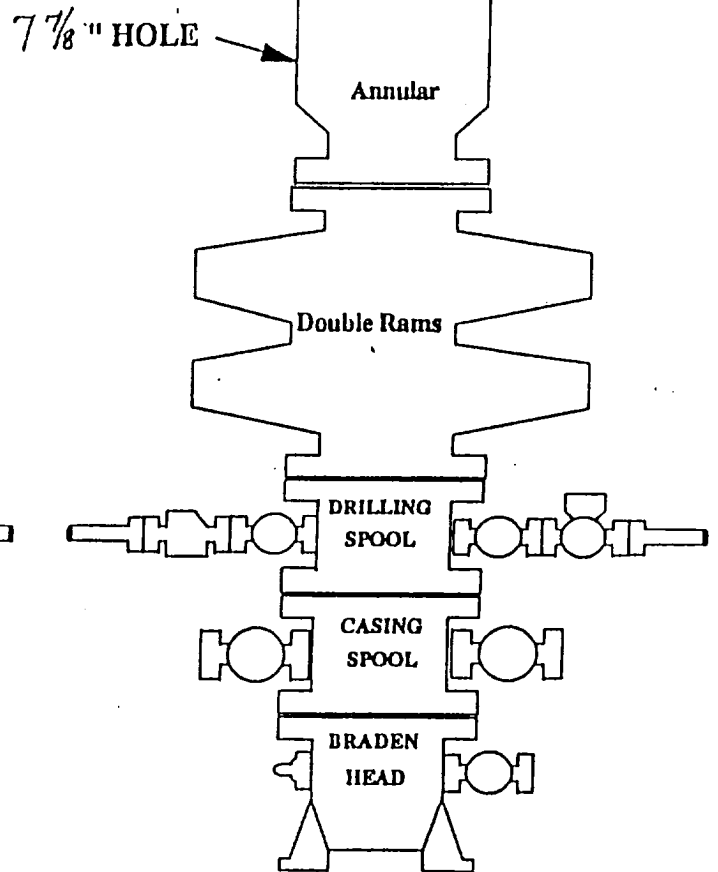 7 7/8" HOLE
Annular
Double Rams
DRILLING
SPOOL
CASING
SPOOL
BRADEN
HEAD